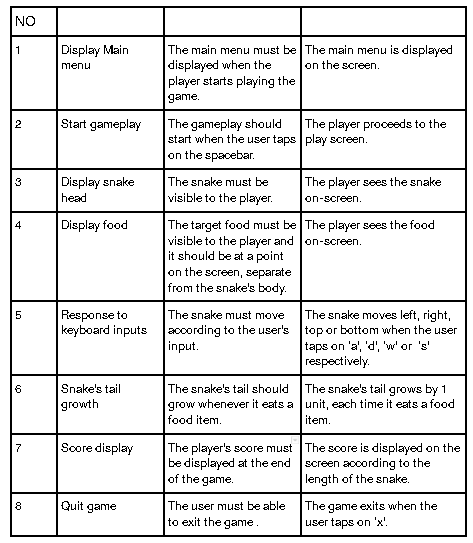 NO
1
Display Main
menu
The main menu must be
displayed when the
player starts playing the
game.
The main menu is displayed
on the screen.
2
Start gameplay
The gameplay should
start when the user taps
on the spacebar.
The player proceeds to the
play screen.
3
Display snake
head
The snake must be
visible to the player.
The player sees the snake
on-screen.
4
Display food
The target food must be
visible to the player and
it should be at a point
on the screen, separate
from the snake's body.
The player sees the food
on-screen.
5
Response to
keyboard inputs
The snake must move
according to the user's
input.
The snake moves left, right,
top or bottom when the user
taps on 'a', 'd', 'w' or 's'
respectively.
6
Snake's tail
growth
The snake's tail should
grow whenever it eats a
food item.
The snake's tail grows by 1
unit, each time it eats a food
item.
7
Score display
The player's score must
be displayed at the end
of the game.
The score is displayed on the
screen according to the
length of the snake.
8
Quit game
The user must be able
to exit the game .
The game exits when the
user taps on 'x'.